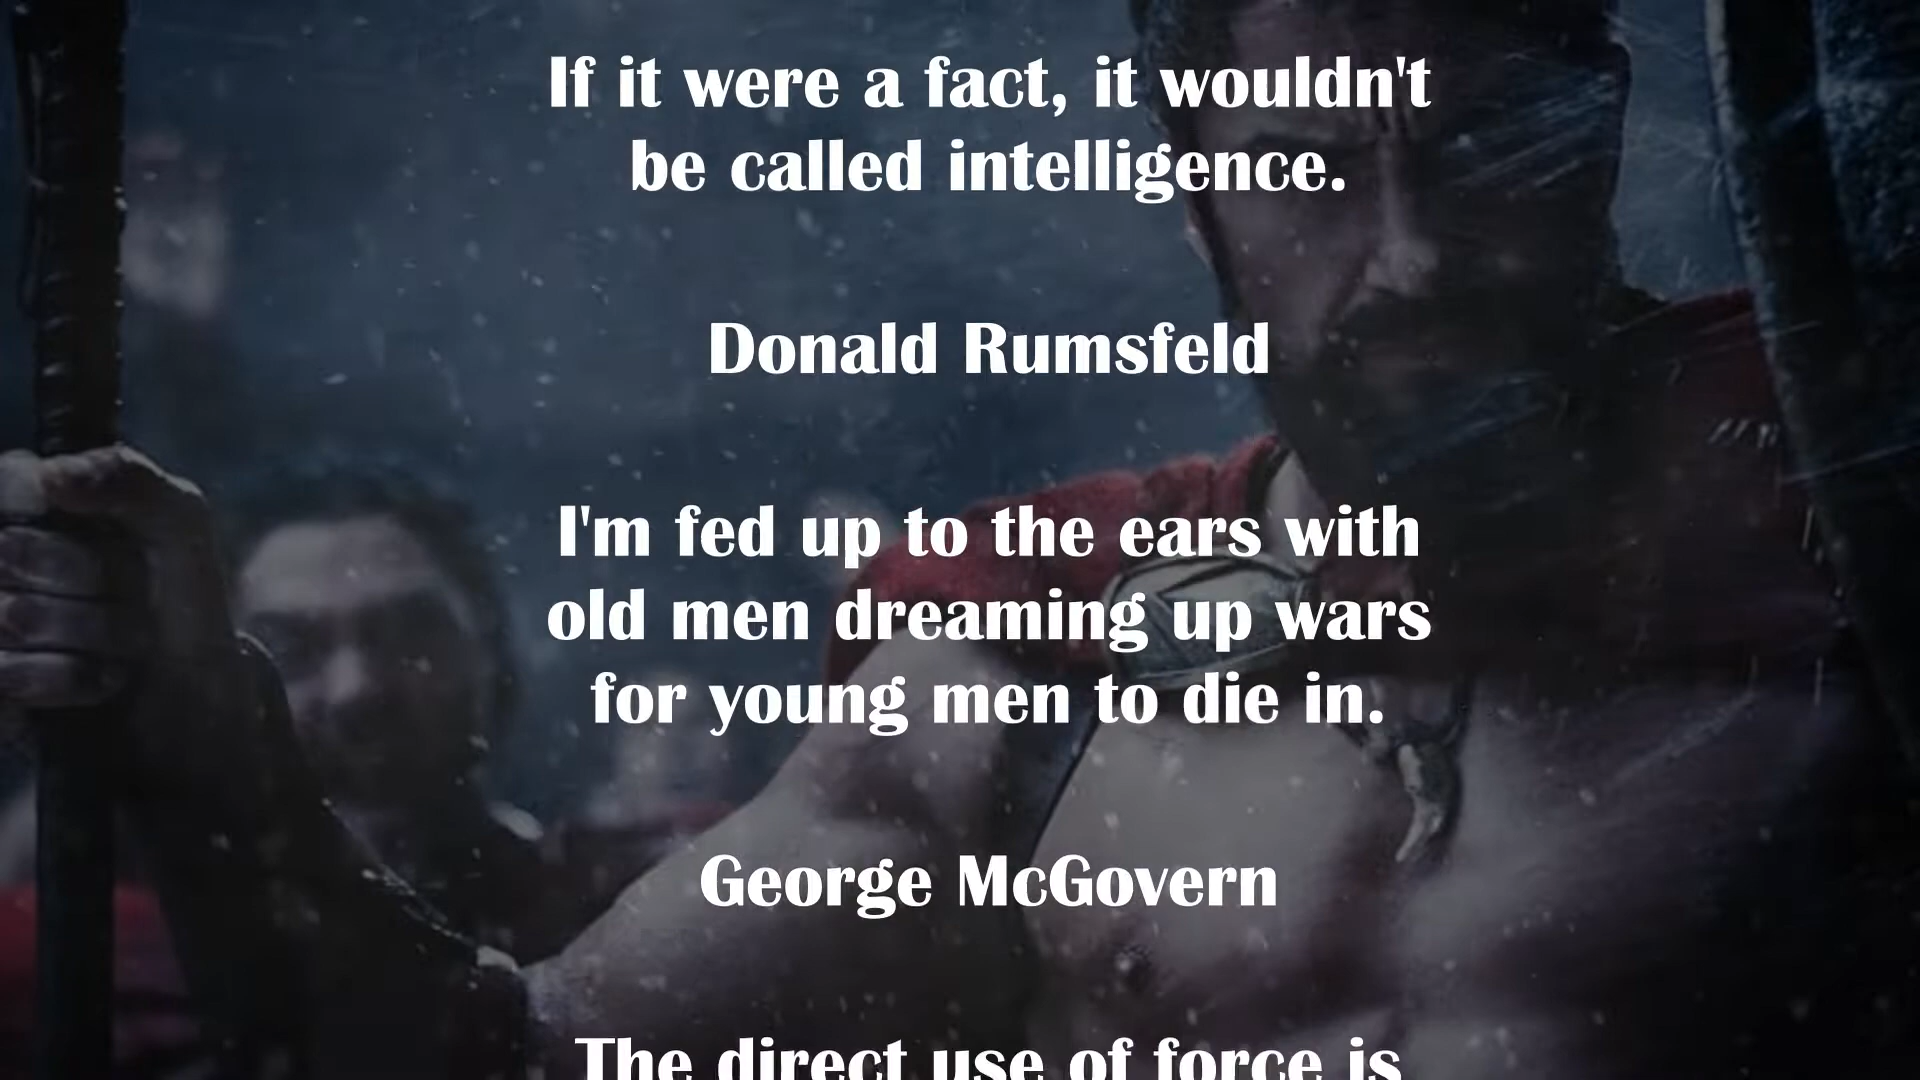 If it were a fact, it wouldn't
be called intelligence.
Donald Rumsfeld
I'm fed up to the ears with
old men dreaming up wars
for young men to die in.
George McGovern
The direct use of force is